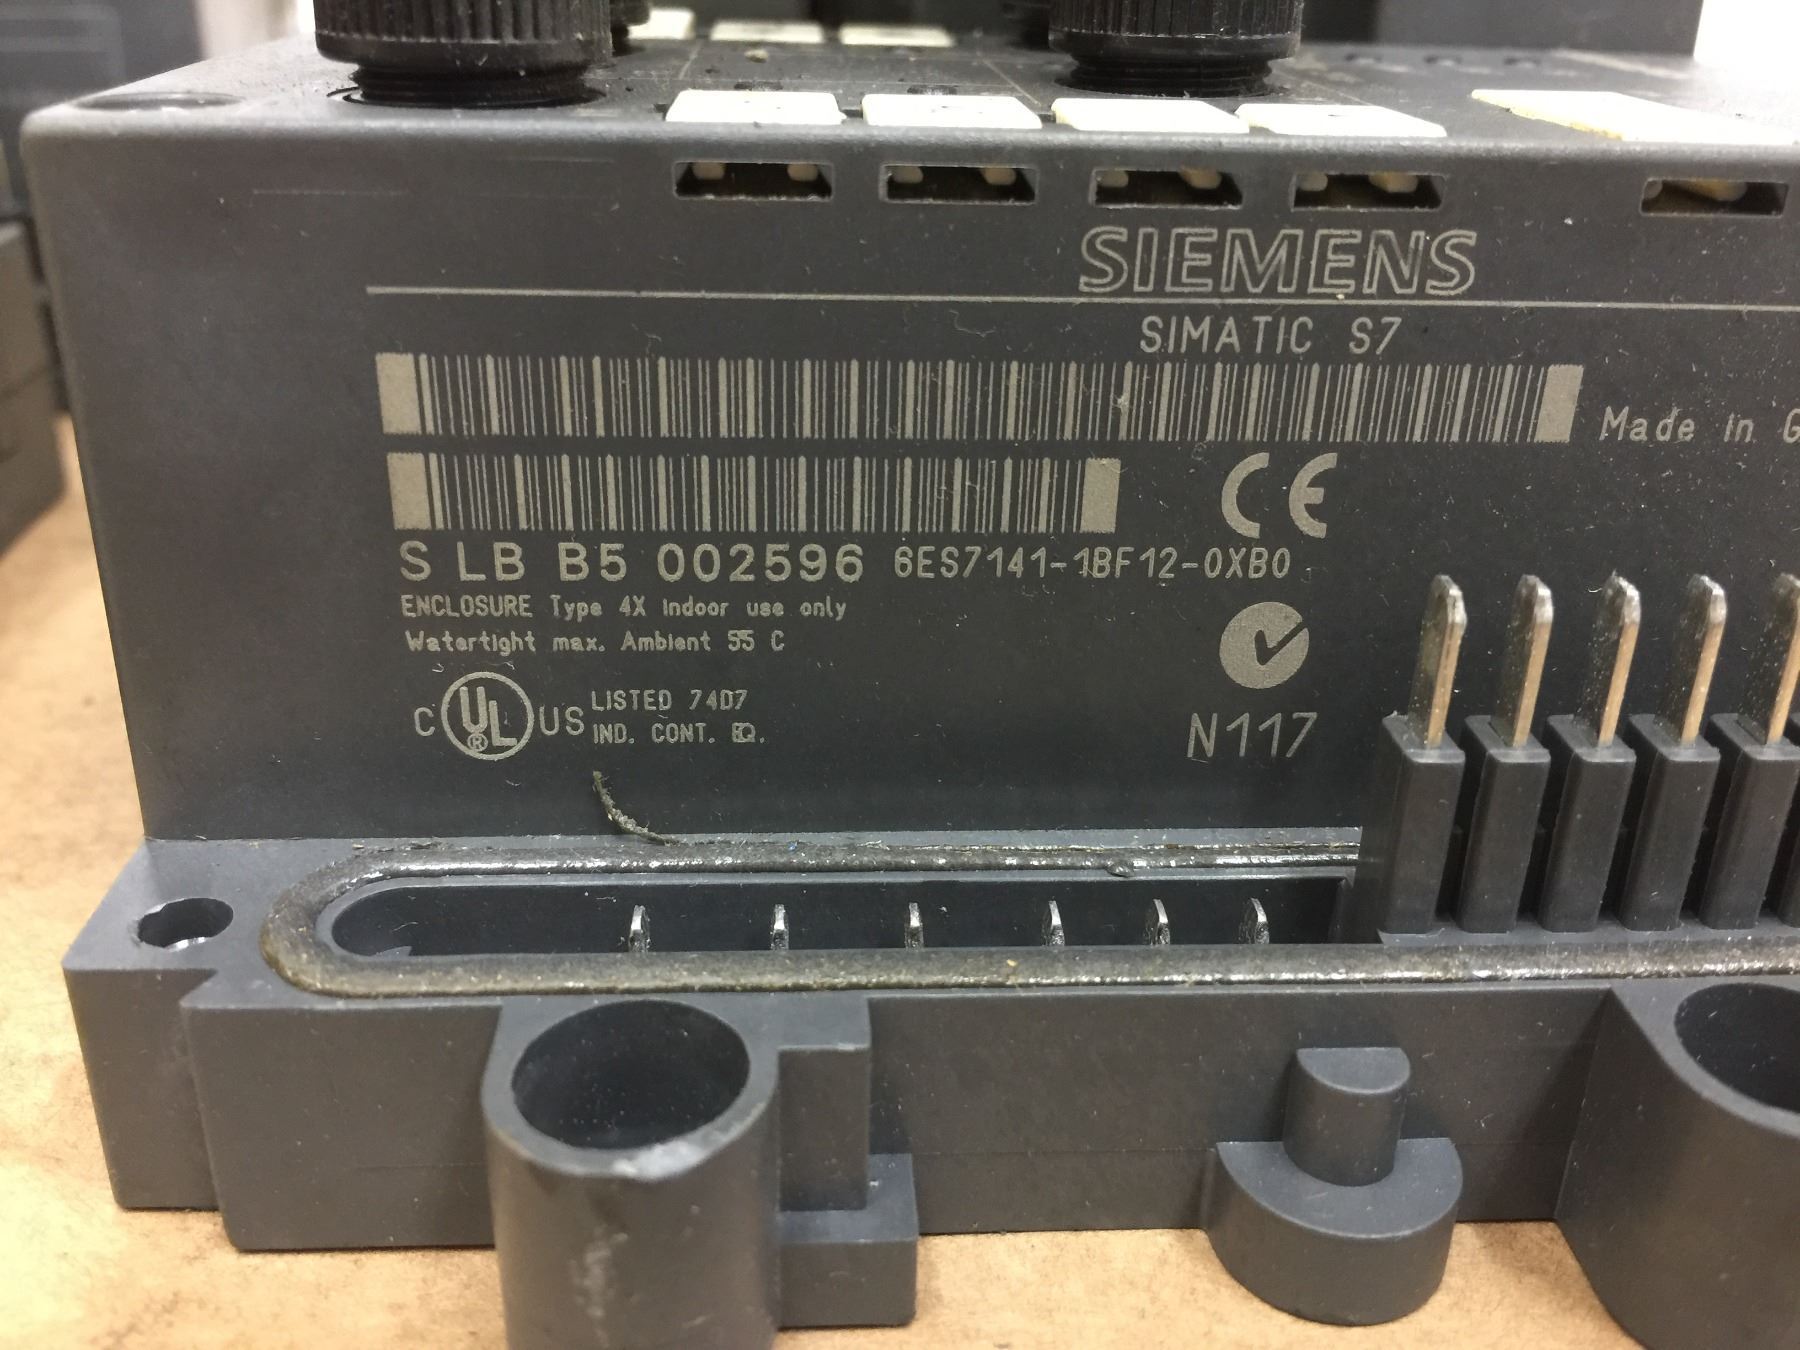 SIEMENS
SIMATIC S7
Made in G
CE
S LB B5 002596 6ES7141-1BF12-0XB0
ENCLOSURE Type 4X Indoor use only
Watertight max. Ambient 55 C
C UL® US LISTED 74D7
IND. CONT. EQ.
N117